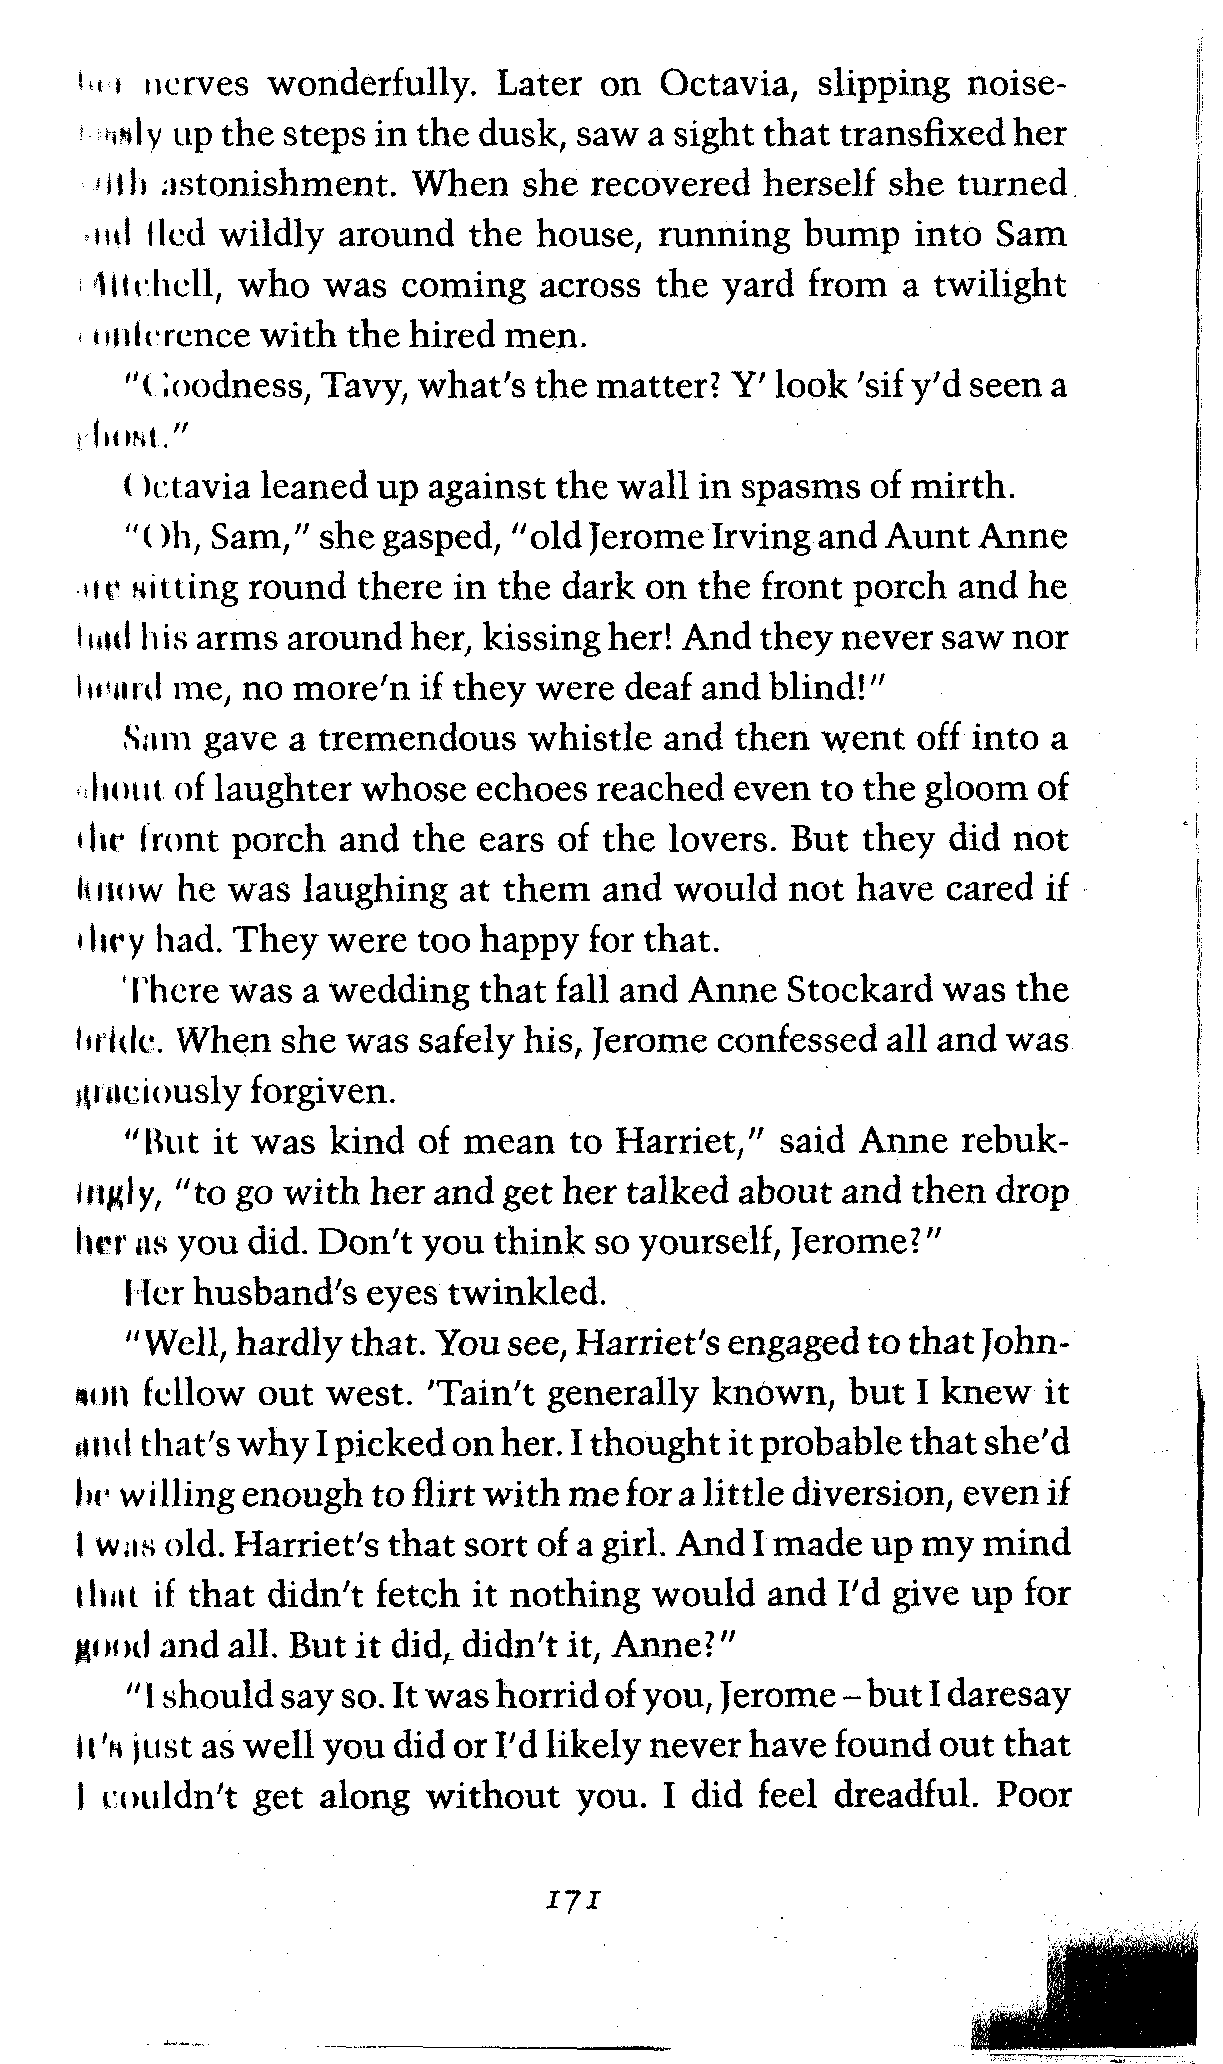 her nerves wonderfully. Later on Octavia, slipping noise-
lessly up the steps in the dusk, saw a sight that transfixed her
with astonishment. When she recovered herself she turned
and fled wildly around the house, running bump into Sam
Mitchell, who was coming across the yard from a twilight
conference with the hired men.
"Goodness, Tavy, what's the matter? Y' look 'sif y'd seen a
ghost."
Octavia leaned up against the wall in spasms of mirth.
"Oh, Sam," she gasped, "old Jerome Irving and Aunt Anne
are sitting round there in the dark on the front porch and he
had his arms around her, kissing her! And they never saw nor
heard me, no more'n if they were deaf and blind!"
Sam gave a tremendous whistle and then went off into a
shout of laughter whose echoes reached even to the gloom of
the front porch and the ears of the lovers. But they did not
know he was laughing at them and would not have cared if
they had. They were too happy for that.
There was a wedding that fall and Anne Stockard was the
bride. When she was safely his, Jerome confessed all and was
graciously forgiven.
"But it was kind of mean to Harriet," said Anne rebuk-
ingly, "to go with her and get her talked about and then drop
her as you did. Don't you think so yourself, Jerome?"
Her husband's eyes twinkled.
"Well, hardly that. You see, Harriet's engaged to that John-
son fellow out west. 'Tain't generally known, but I knew it
and that's why I picked on her. I thought it probable that she'd
be willing enough to flirt with me for a little diversion, even if
I was old. Harriet's that sort of a girl. And I made up my mind
that if that didn't fetch it nothing would and I'd give up for
good and all. But it did, didn't it, Anne?"
"I should say so. It was horrid of you, Jerome – but I daresay
it's just as well you did or I'd likely never have found out that
I couldn't get along without you. I did feel dreadful. Poor
171